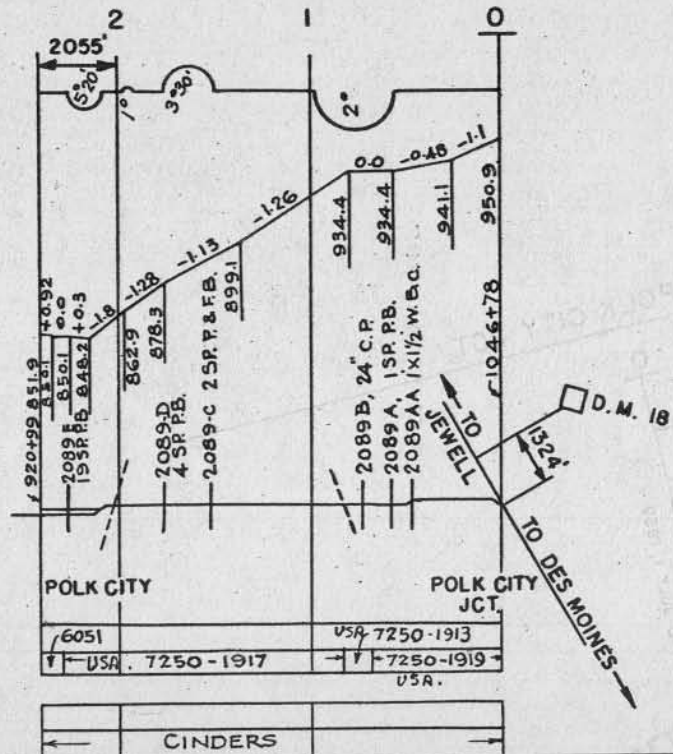 2 1 0
2055'
5° 20'
1°
3° 30'
2°
0.0
-0.48
-1.1
-1.26
-1.13
-1.28
-1.8
+0.3
0.0
+0.92
920+99 851.9
850.1
848.2
862.9
878.3
899.1
934.4
934.4
941.1
950.9
1046+78
2089 E
19 SP. P.B.
2089-D
4 SP. P.B.
2089-C 2 SP. P. & F.B.
2089 B, 24" C.P.
2089 A, 1 SP. P.B.
2089 AA 1X1½ W.B.C.
TO JEWELL
D.M. 18
1324'
TO DES MOINES
POLK CITY
POLK CITY
JCT.
6051
USA 7250-1913
USA. 7250-1917
7250-1919
USA.
CINDERS